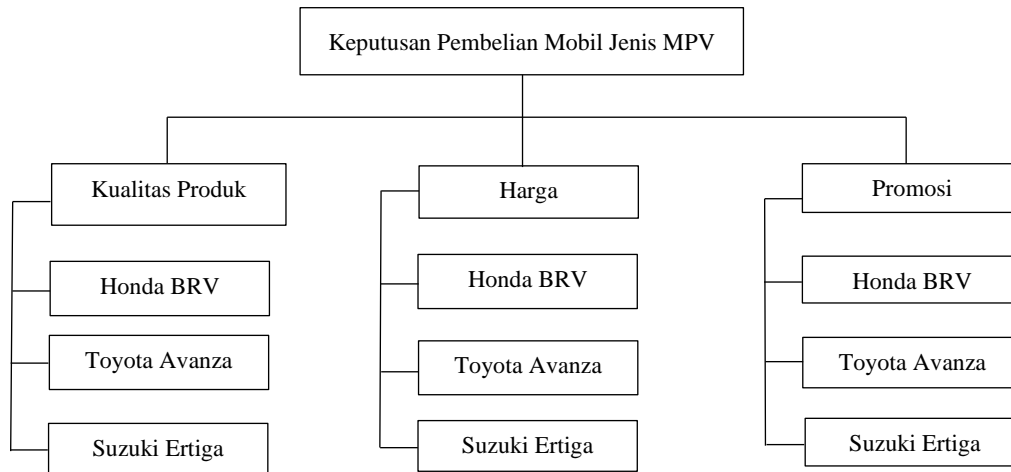 Keputusan Pembelian Mobil Jenis MPV
Kualitas Produk
Honda BRV
Toyota Avanza
Suzuki Ertiga
Harga
Honda BRV
Toyota Avanza
Suzuki Ertiga
Promosi
Honda BRV
Toyota Avanza
Suzuki Ertiga